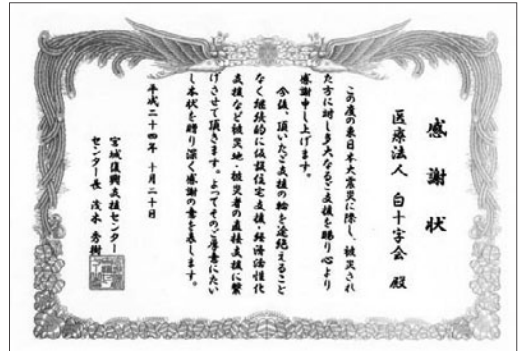 感謝状
医療法人 白十字会 殿
この度の東日本大震災に際し、被災され
た方に対し多大なるご支援を賜り心より
感謝申し上げます。
今後、頂いたご支援の輪を途絶えること
なく継続的に仮設住宅支援・経済活性化
支援など被災地・被災者の直接支援に繋
げさせて頂きます。よってそのご厚意にたい
し本状を贈り深く感謝の意を表します。
平成二十四年 十月二十日
宮城復興支援センター
センター長 茂木 秀樹